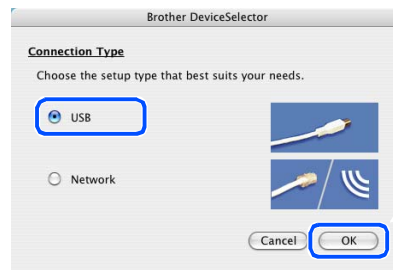 Brother DeviceSelector
Connection Type
Choose the setup type that best suits your needs.
USB
Network
Cancel OK